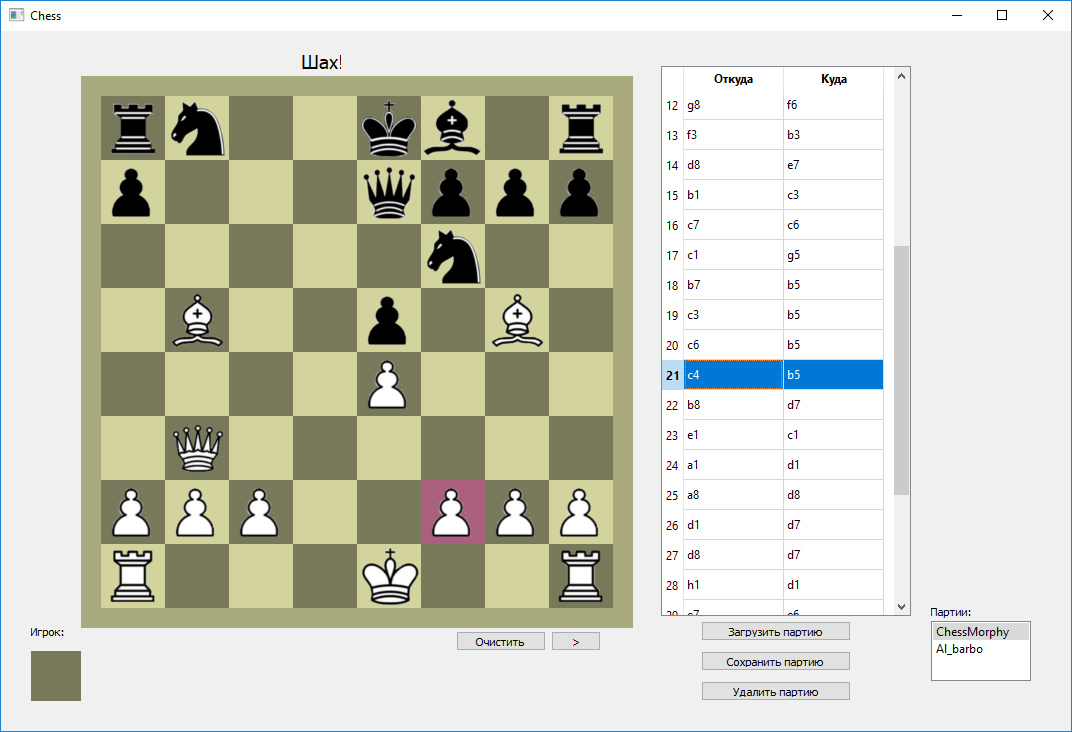 Chess
Шах!
Откуда Куда
12 g8 f6
13 f3 b3
14 d8 e7
15 b1 c3
16 c7 c6
17 c1 g5
18 b7 b5
19 c3 b5
20 c6 b5
21 c4 b5
22 b8 d7
23 e1 c1
24 a1 d1
25 a8 d8
26 d1 d7
27 d8 d7
28 h1 d1
29 e7 e6
Игрок:
Очистить >
Загрузить партию
Сохранить партию
Удалить партию
Партии:
ChessMorphy
Al_barbo